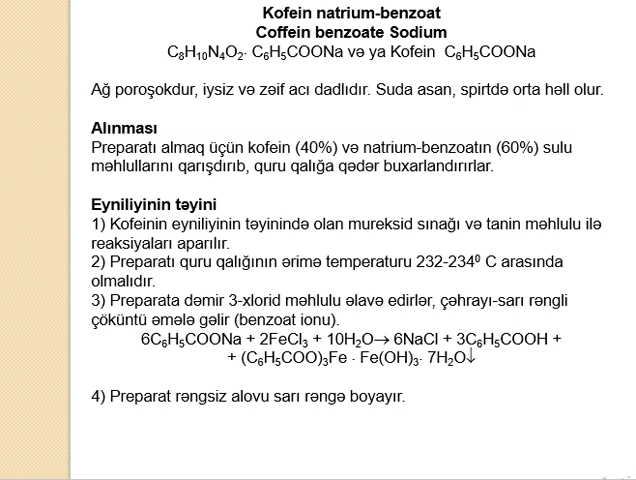 Kofein natrium-benzoat
Coffein benzoate Sodium
C₈H₁₀N₄O₂· C₆H₅COONa və ya Kofein C₆H₅COONa
Ağ poroşokdur, iysiz və zəif acı dadlıdır. Suda asan, spirtdə orta həll olur.
Alınması
Preparatı almaq üçün kofein (40%) və natrium-benzoatın (60%) sulu
məhlullarını qarışdırıb, quru qalığa qədər buxarlandırırlar.
Eyniliyinin təyini
1) Kofeinin eyniliyinin təyinində olan mureksid sınağı və tanin məhlulu ilə
reaksiyaları aparılır.
2) Preparatı quru qalığının ərimə temperaturu 232-234⁰ C arasında
olmalıdır.
3) Preparata dəmir 3-xlorid məhlulu əlavə edirlər, çəhrayı-sarı rəngli
çöküntü əmələ gəlir (benzoat ionu).
6C₆H₅COONa + 2FeCl₃ + 10H₂O→ 6NaCl + 3C₆H₅COOH +
+ (C₆H₅COO)₃Fe · Fe(OH)₃· 7H₂O↓
4) Preparat rəngsiz alovu sarı rəngə boyayır.